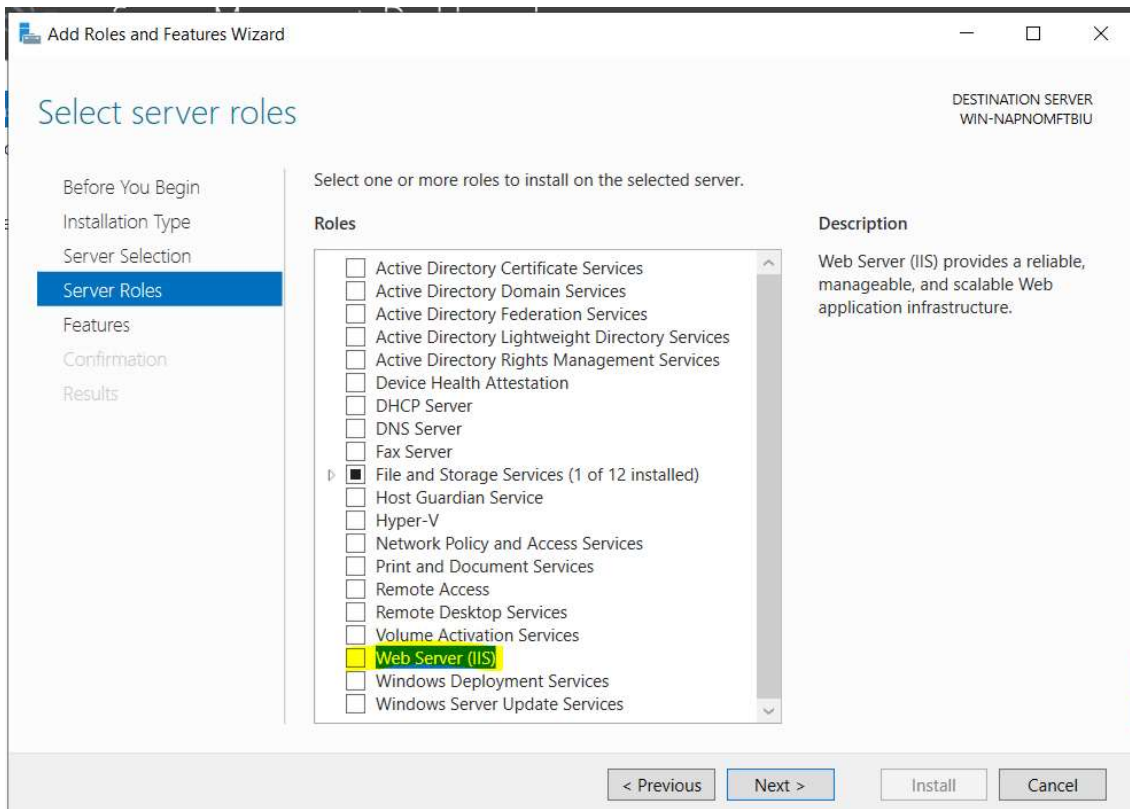 Add Roles and Features Wizard
Select server roles
DESTINATION SERVER
WIN-NAPNOMFTBIU
Before You Begin
Installation Type
Server Selection
Server Roles
Features
Confirmation
Results
Select one or more roles to install on the selected server.
Roles
Active Directory Certificate Services
Active Directory Domain Services
Active Directory Federation Services
Active Directory Lightweight Directory Services
Active Directory Rights Management Services
Device Health Attestation
DHCP Server
DNS Server
Fax Server
File and Storage Services (1 of 12 installed)
Host Guardian Service
Hyper-V
Network Policy and Access Services
Print and Document Services
Remote Access
Remote Desktop Services
Volume Activation Services
Web Server (IIS)
Windows Deployment Services
Windows Server Update Services
Description
Web Server (IIS) provides a reliable,
manageable, and scalable Web
application infrastructure.
< Previous
Next >
Install
Cancel